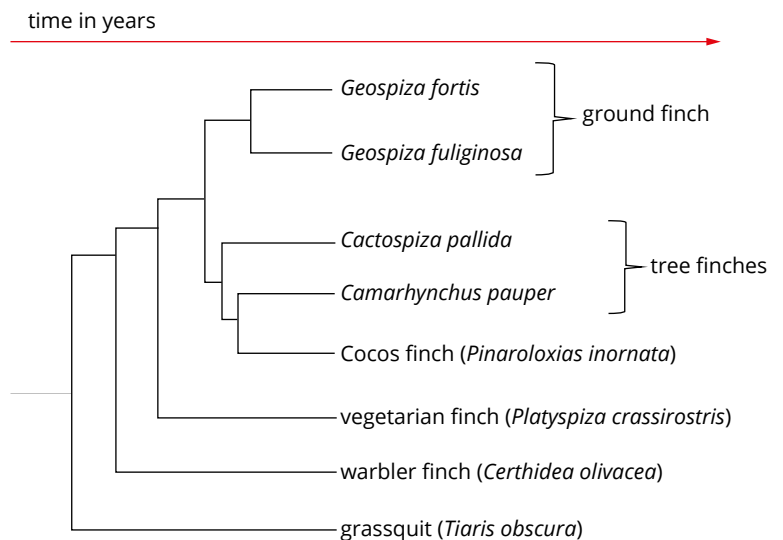 time in years
Geospiza fortis
ground finch
Geospiza fuliginosa
Cactospiza pallida
tree finches
Camarhynchus pauper
Cocos finch (Pinaroloxias inornata)
vegetarian finch (Platyspiza crassirostris)
warbler finch (Certhidea olivacea)
grassquit (Tiaris obscura)